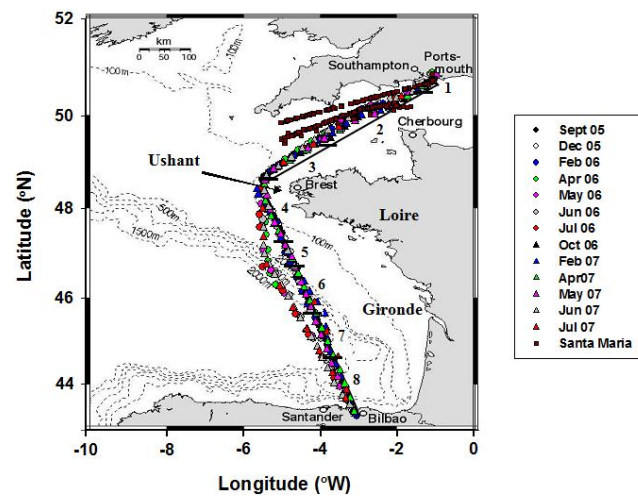 52
50
48
46
44
Latitude (°N)
km
0 50 100
100m
Southampton
Ports-
mouth
1
2
Cherbourg
3
Ushant
Brest
4
Loire
500m
1500m
100m
5
6
Gironde
7
8
Santander
Bilbao
-10
-8
-6
-4
-2
0
Longitude (°W)
Sept 05
Dec 05
Feb 06
Apr 06
May 06
Jun 06
Jul 06
Oct 06
Feb 07
Apr07
May 07
Jun 07
Jul 07
Santa Maria